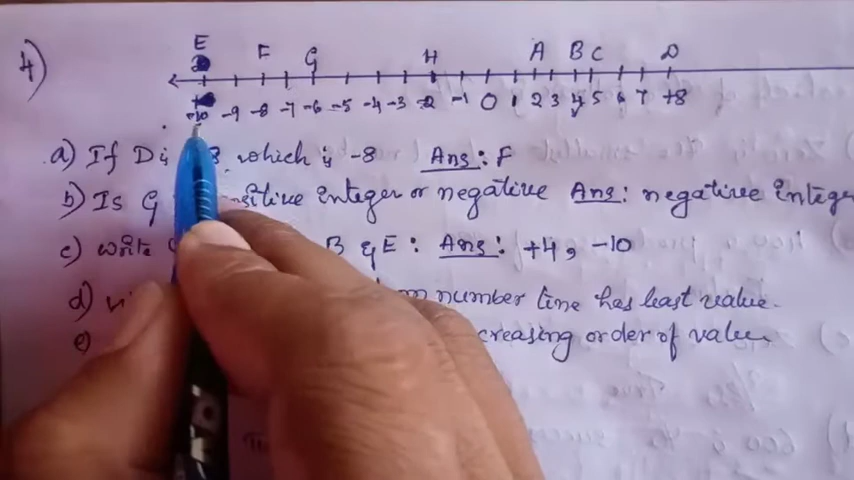 4)
E F G H A B C D
-10 -9 -8 -7 -6 -5 -4 -3 -2 -1 0 1 2 3 4 5 6 7 +8
a) If D is 8, which is -8 Ans: F
b) Is G positive integer or negative Ans: negative integer
c) write B & E: Ans: +4, -10
d) number line has least value.
e) creasing order of value